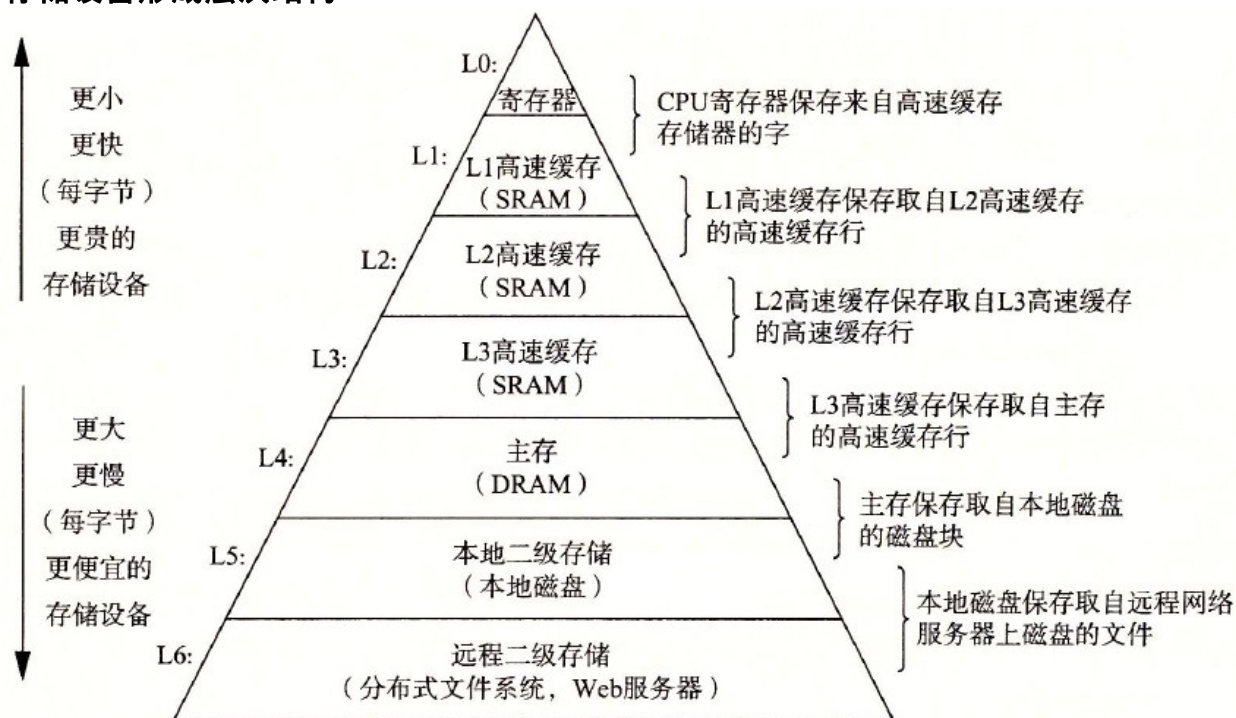 存储设备形成层次结构
更小
更快
（每字节）
更贵的
存储设备
更大
更慢
（每字节）
更便宜的
存储设备
L0:
寄存器
CPU寄存器保存来自高速缓存
存储器的字
L1:
L1高速缓存
（SRAM）
L1高速缓存保存取自L2高速缓存
的高速缓存行
L2:
L2高速缓存
（SRAM）
L2高速缓存保存取自L3高速缓存
的高速缓存行
L3:
L3高速缓存
（SRAM）
L3高速缓存保存取自主存
的高速缓存行
L4:
主存
（DRAM）
主存保存取自本地磁盘
的磁盘块
L5:
本地二级存储
（本地磁盘）
本地磁盘保存取自远程网络
服务器上磁盘的文件
L6:
远程二级存储
（分布式文件系统，Web服务器）